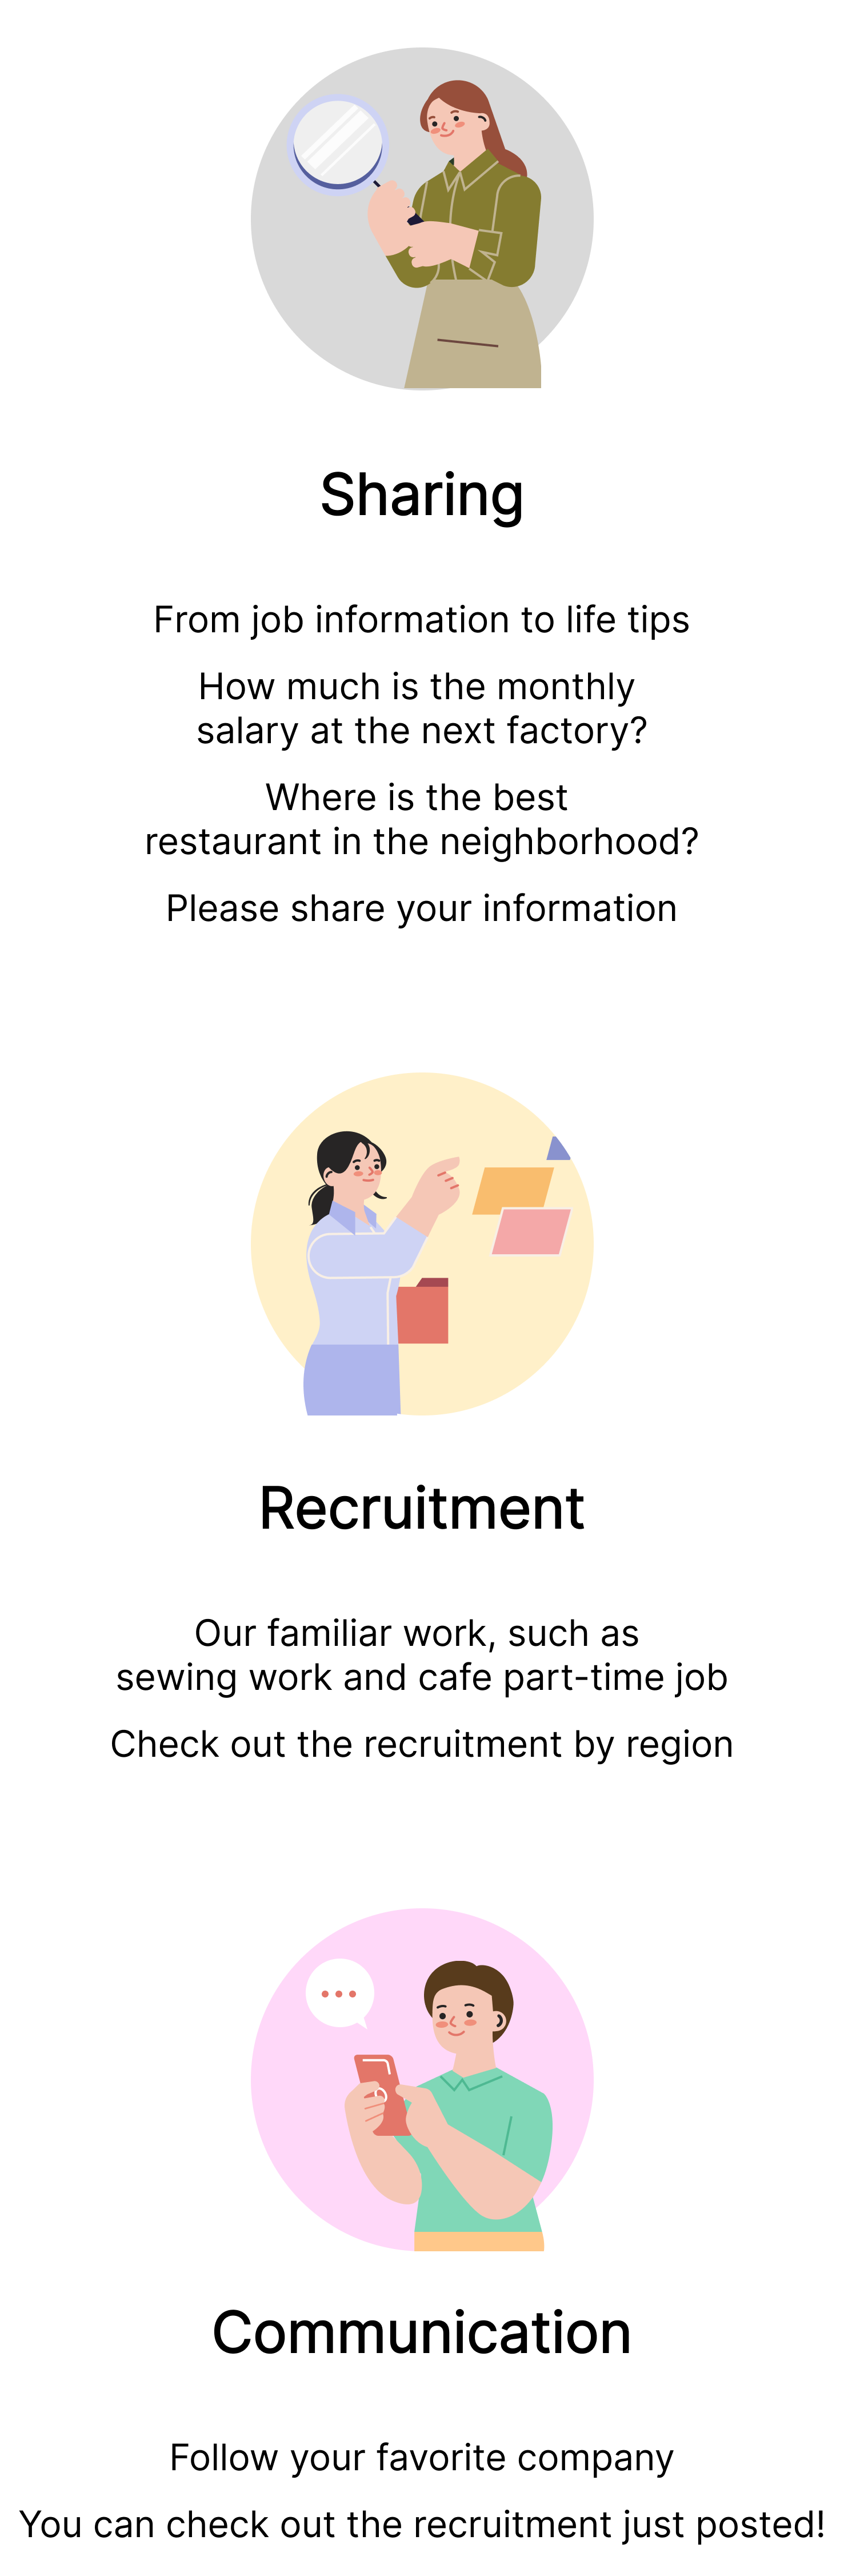 Sharing
From job information to life tips
How much is the monthly
salary at the next factory?
Where is the best
restaurant in the neighborhood?
Please share your information
Recruitment
Our familiar work, such as
sewing work and cafe part-time job
Check out the recruitment by region
Communication
Follow your favorite company
You can check out the recruitment just posted!